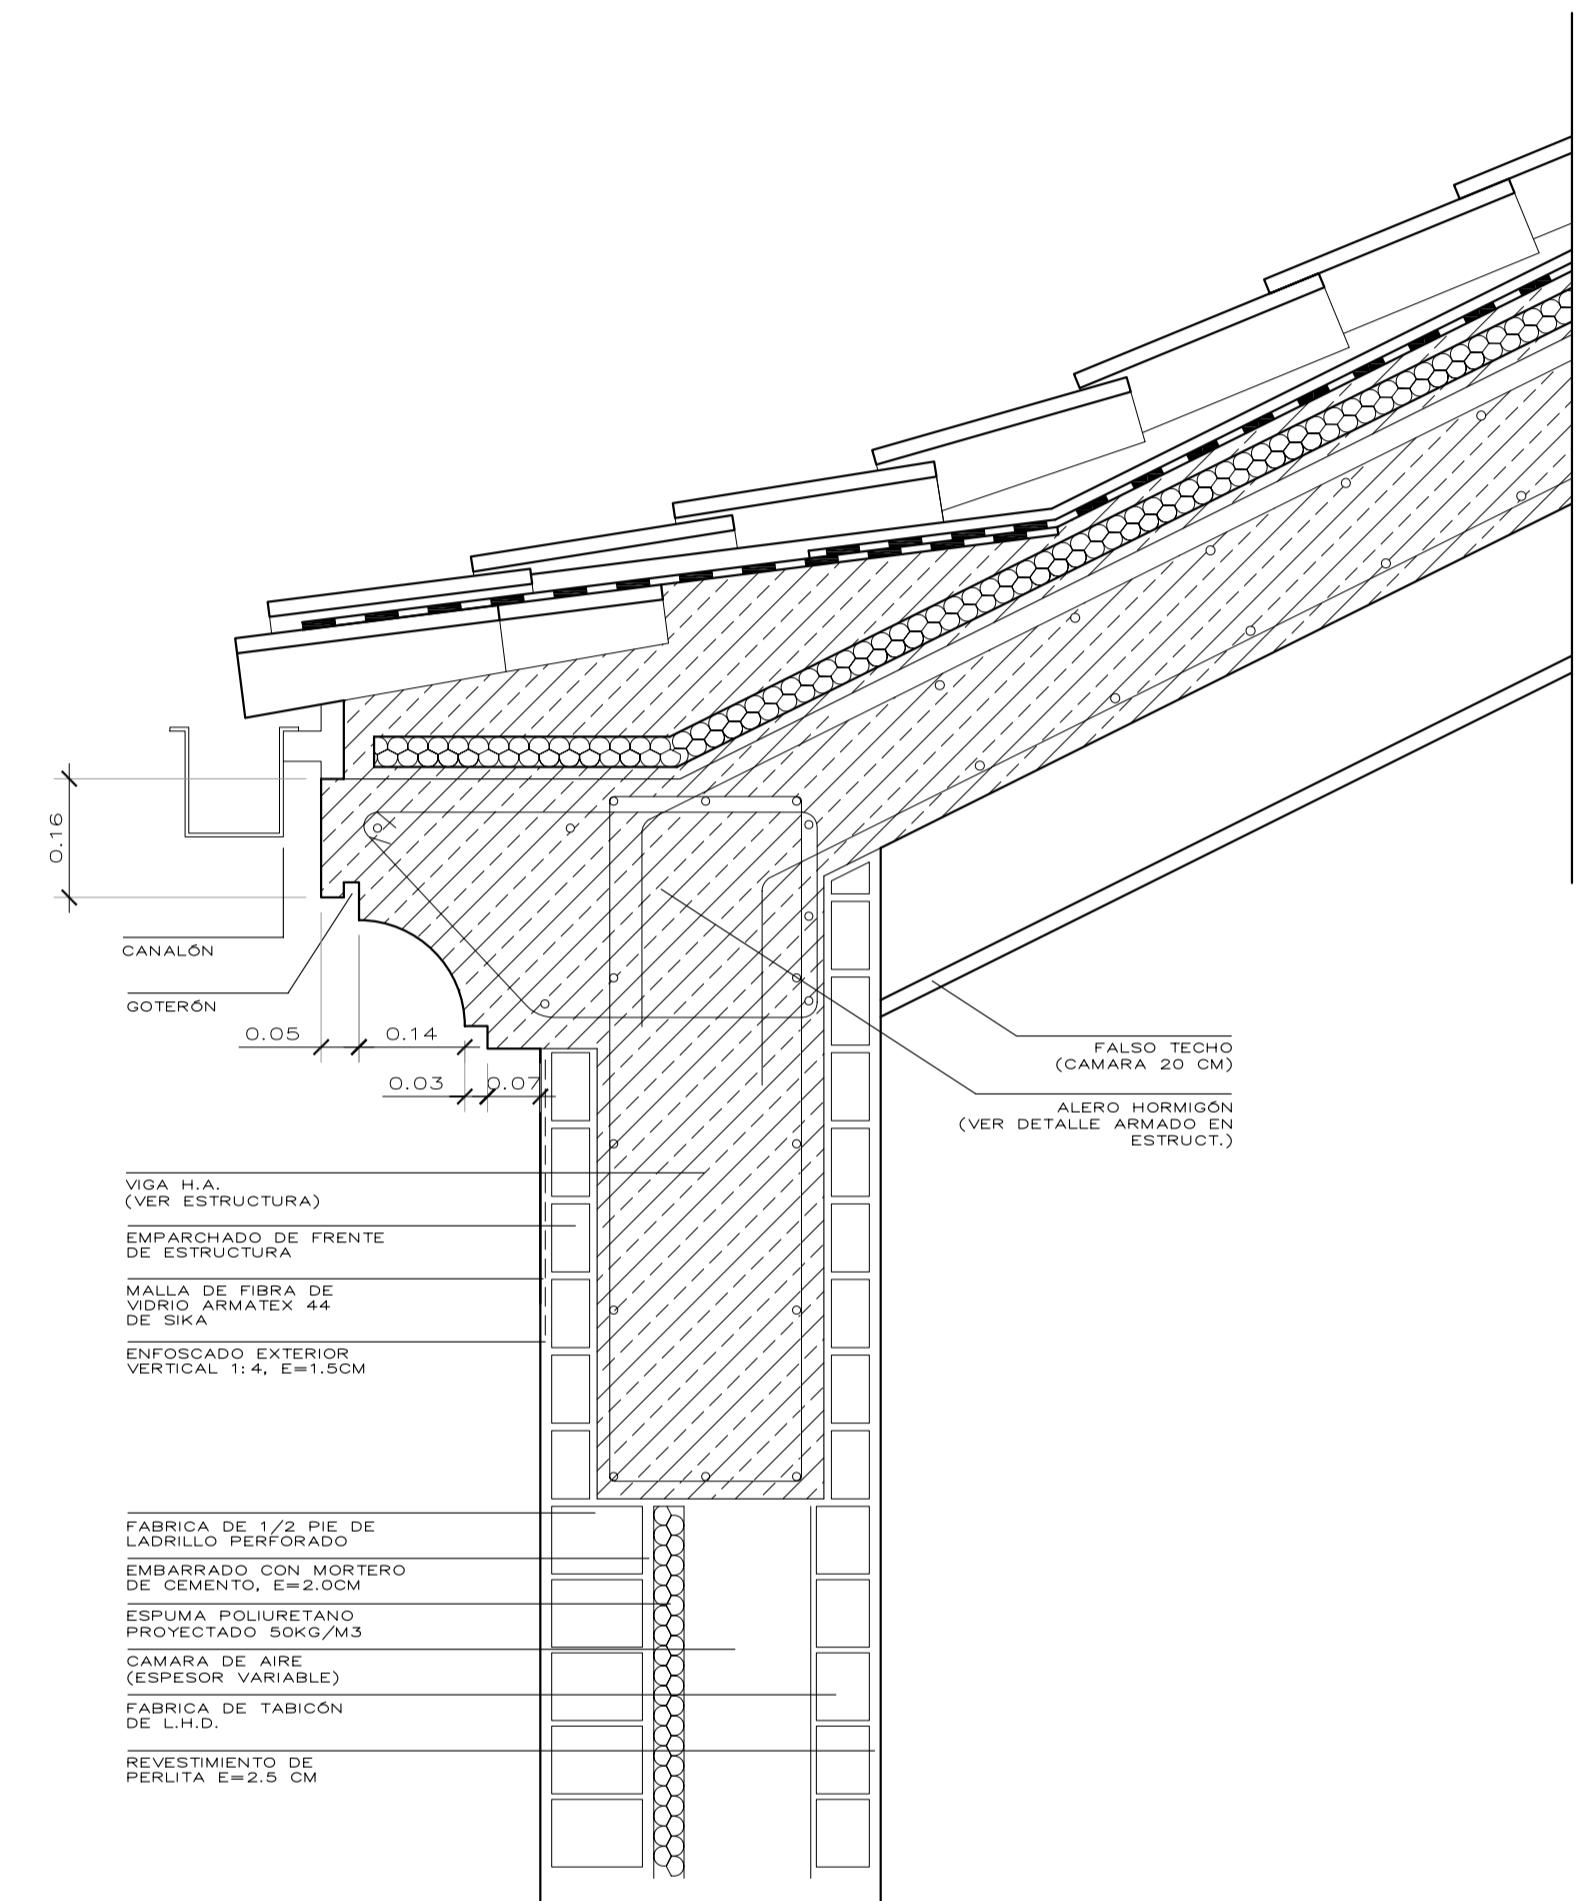 0.16
CANALÓN
GOTERÓN
0.05
0.14
0.03
0.07
FALSO TECHO
(CAMARA 20 CM)
ALERO HORMIGÓN
(VER DETALLE ARMADO EN
ESTRUCT.)
VIGA H.A.
(VER ESTRUCTURA)
EMPARCHADO DE FRENTE
DE ESTRUCTURA
MALLA DE FIBRA DE
VIDRIO ARMATEX 44
DE SIKA
ENFOSCADO EXTERIOR
VERTICAL 1:4, E=1.5CM
FABRICA DE 1/2 PIE DE
LADRILLO PERFORADO
EMBARRADO CON MORTERO
DE CEMENTO, E=2.0CM
ESPUMA POLIURETANO
PROYECTADO 50KG/M3
CAMARA DE AIRE
(ESPESOR VARIABLE)
FABRICA DE TABICÓN
DE L.H.D.
REVESTIMIENTO DE
PERLITA E=2.5 CM